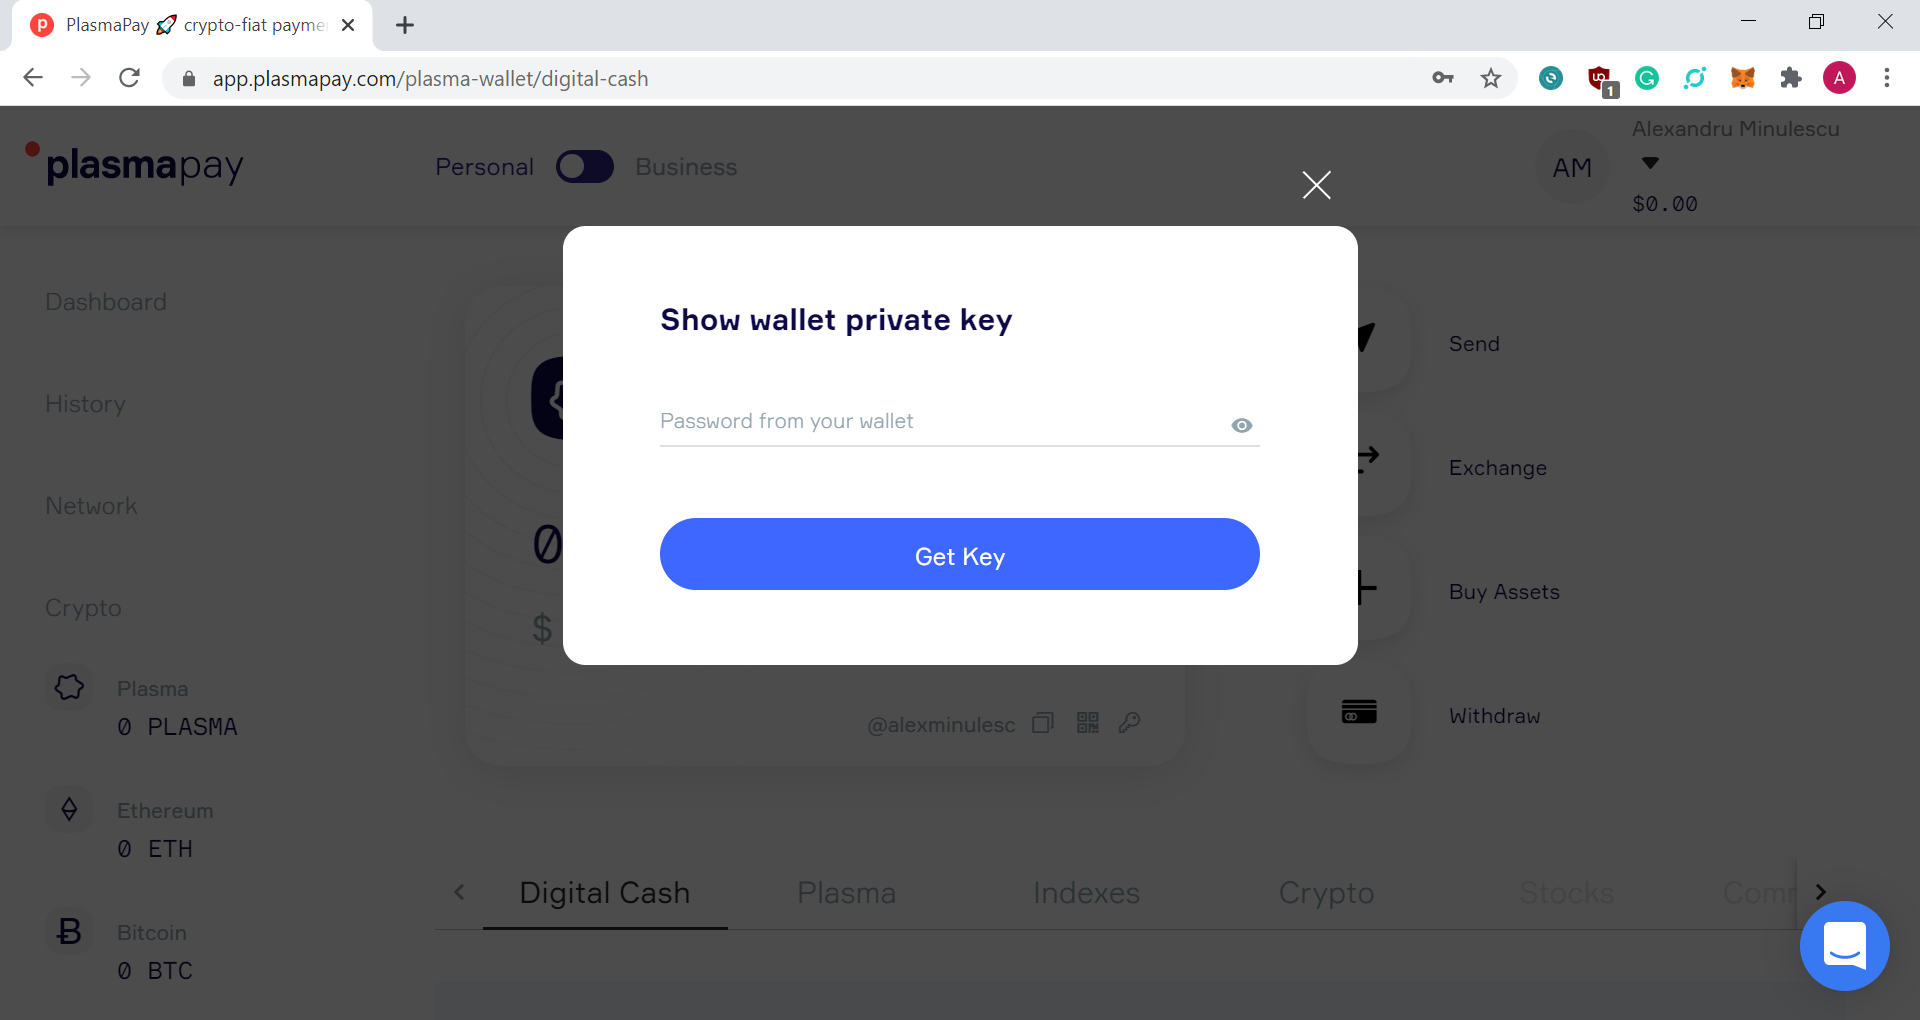 PlasmaPay 🚀 crypto-fiat payme
app.plasmapay.com/plasma-wallet/digital-cash
1
A
plasmapay
Personal
Business
AM
Alexandru Minulescu
$0.00
Dashboard
History
Network
Crypto
Plasma
0 PLASMA
Ethereum
0 ETH
Bitcoin
0 BTC
Show wallet private key
Password from your wallet
Get Key
0
$
@alexminulesc
Send
Exchange
Buy Assets
Withdraw
Digital Cash
Plasma
Indexes
Crypto
Stocks
Comm